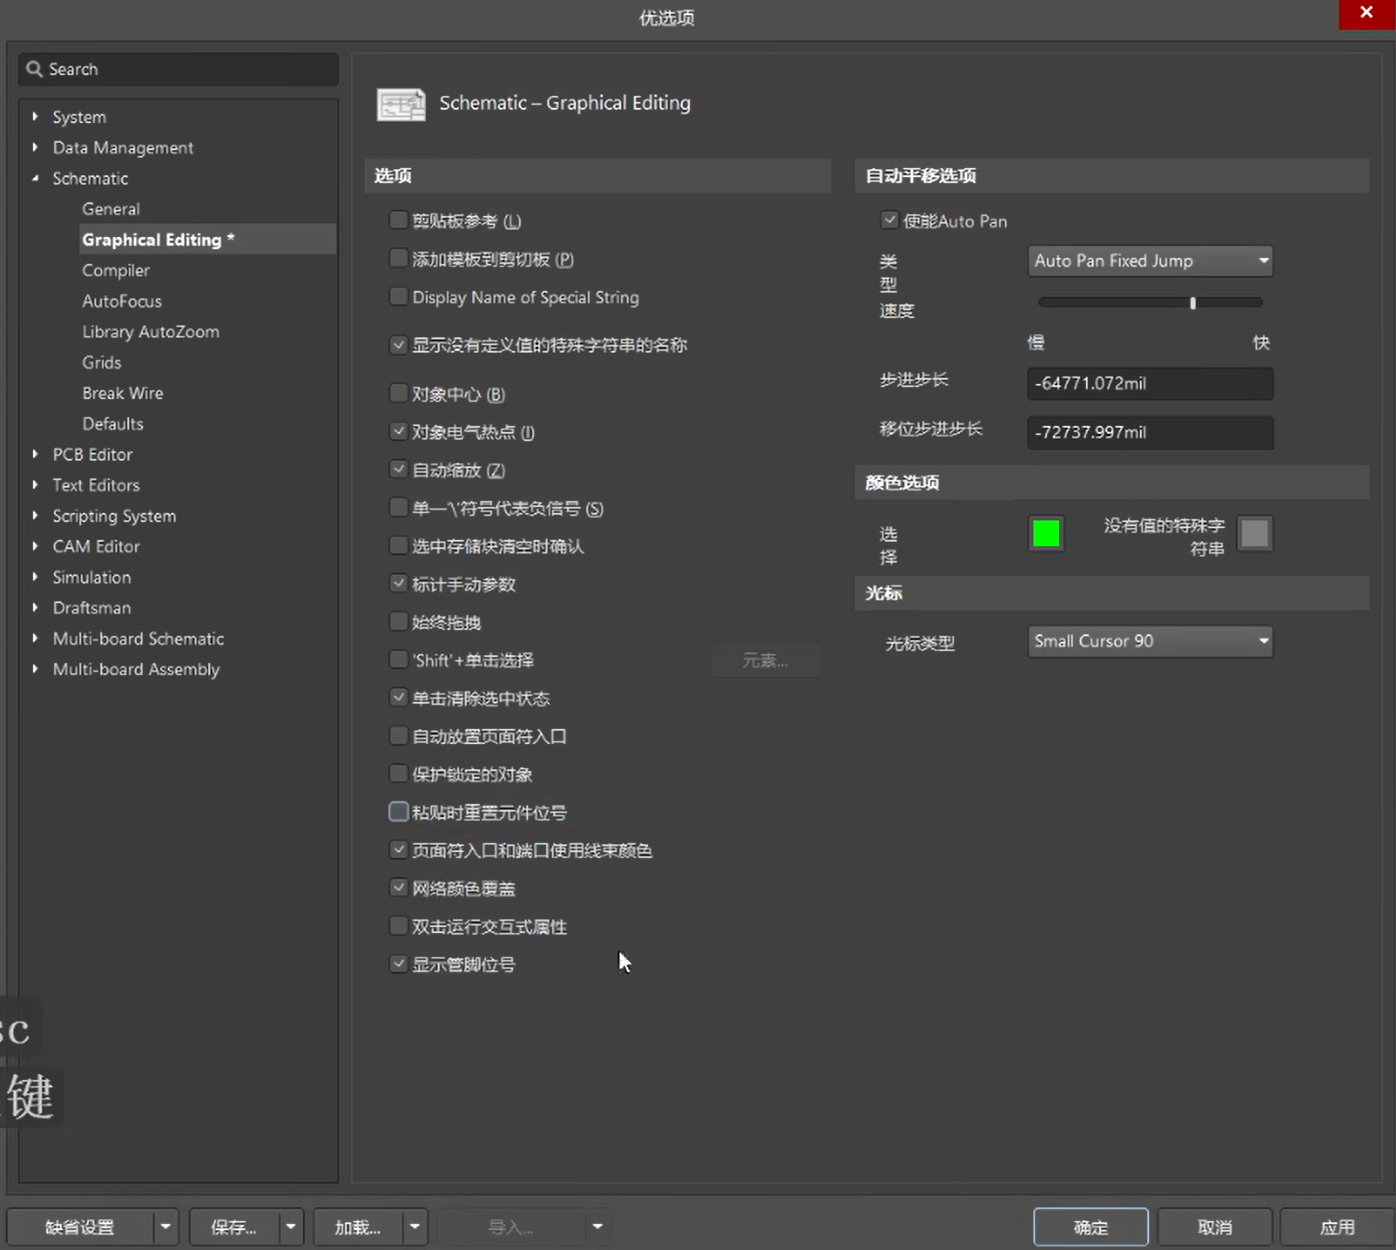 优选项
Search
System
Data Management
Schematic
General
Graphical Editing *
Compiler
AutoFocus
Library AutoZoom
Grids
Break Wire
Defaults
PCB Editor
Text Editors
Scripting System
CAM Editor
Simulation
Draftsman
Multi-board Schematic
Multi-board Assembly
Schematic – Graphical Editing
选项
剪贴板参考 (L)
添加模板到剪切板 (P)
Display Name of Special String
显示没有定义值的特殊字符串的名称
对象中心 (B)
对象电气热点 (I)
自动缩放 (Z)
单一'\'符号代表负信号 (S)
选中存储块清空时确认
标计手动参数
始终拖拽
'Shift'+单击选择
元素...
单击清除选中状态
自动放置页面符入口
保护锁定的对象
粘贴时重置元件位号
页面符入口和端口使用线束颜色
网络颜色覆盖
双击运行交互式属性
显示管脚位号
自动平移选项
使能Auto Pan
类
型
Auto Pan Fixed Jump
速度
慢 快
步进步长 -64771.072mil
移位步进步长 -72737.997mil
颜色选项
选
择
没有值的特殊字
符串
光标
光标类型 Small Cursor 90
sc
键
缺省设置 保存... 加载... 导入... 确定 取消 应用